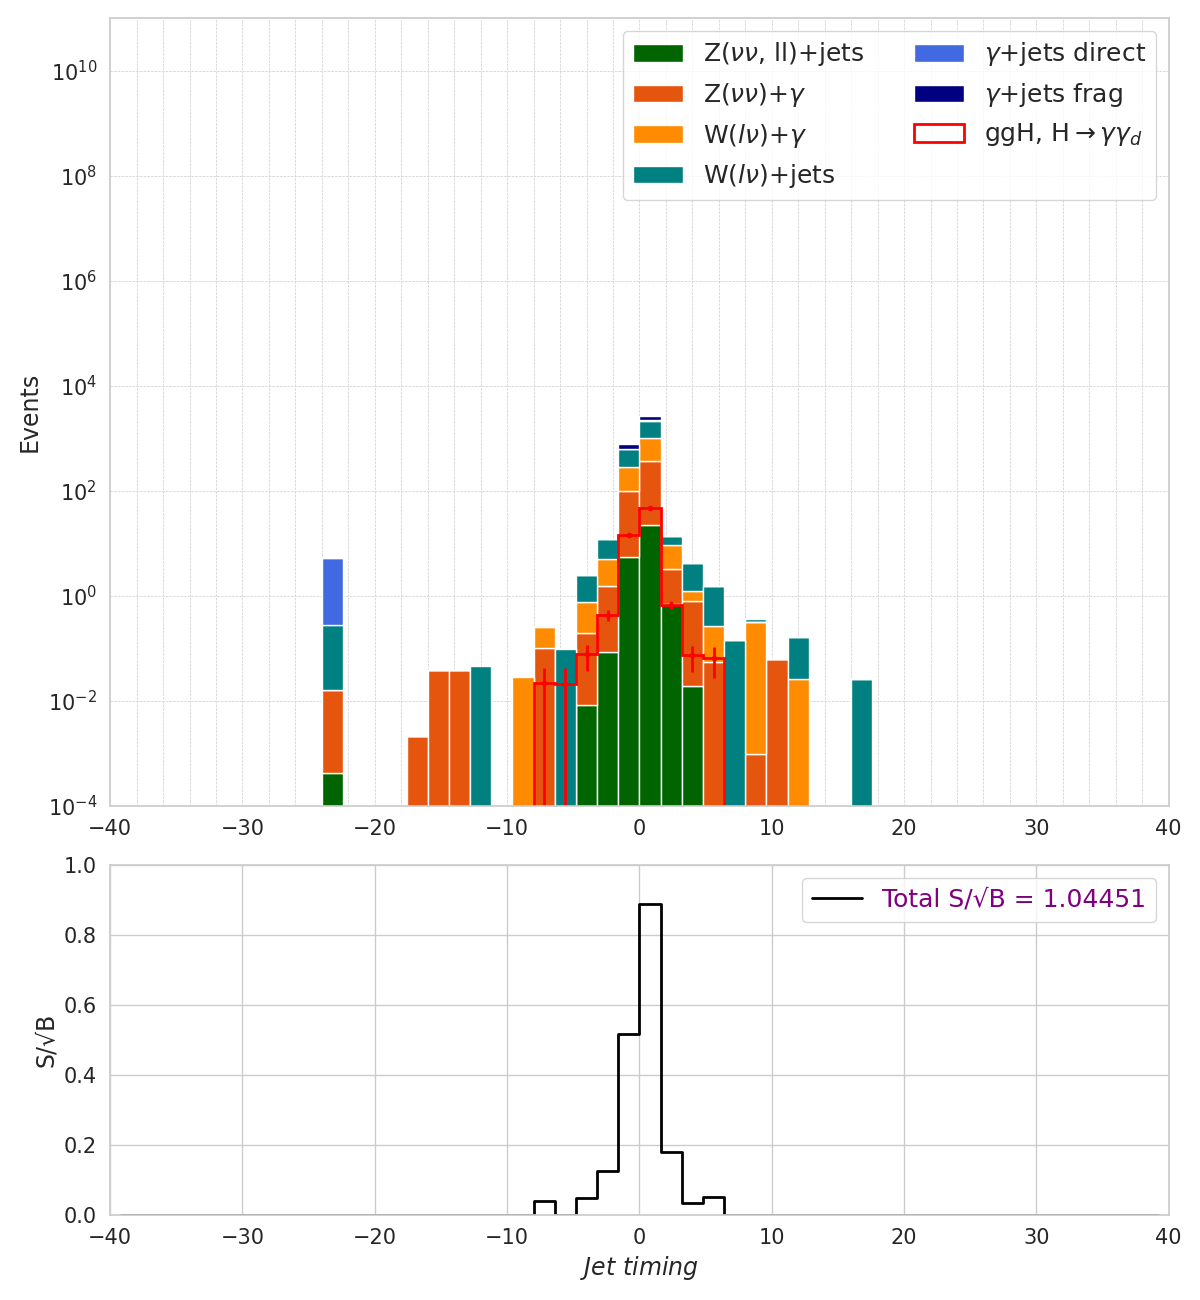 Z(νν, ll)+jets
Z(νν)+γ
W(lν)+γ
W(lν)+jets
γ+jets direct
γ+jets frag
ggH, H→γγ_d
Events
10^10
10^8
10^6
10^4
10^2
10^0
10^−2
10^−4
−40 −30 −20 −10 0 10 20 30 40
Total S/√B = 1.04451
S/√B
1.0
0.8
0.6
0.4
0.2
0.0
−40 −30 −20 −10 0 10 20 30 40
Jet timing